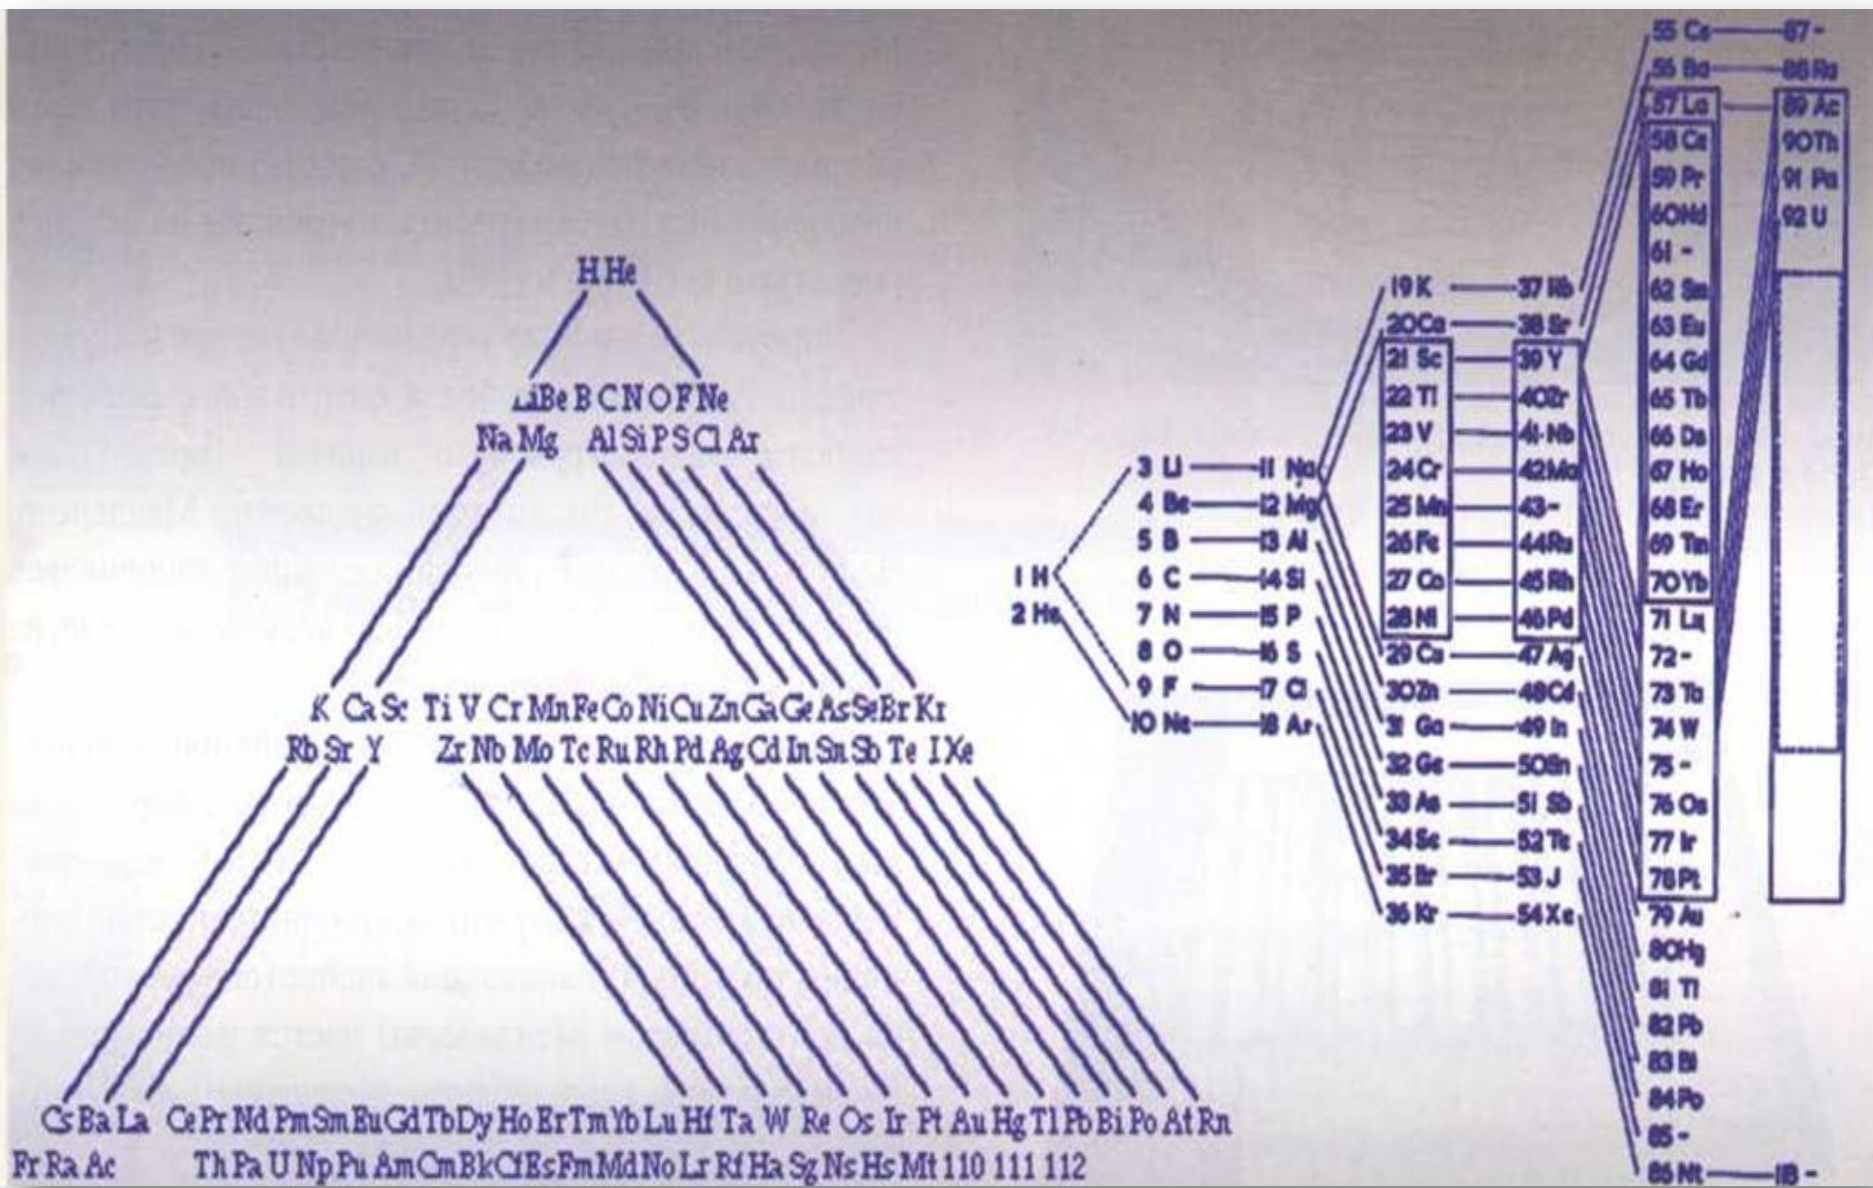 H He
Li Be B C N O F Ne
Na Mg Al Si P S Cl Ar
K Ca Sc Ti V Cr Mn Fe Co Ni Cu Zn Ga Ge As Se Br Kr
Rb Sr Y Zr Nb Mo Tc Ru Rh Pd Ag Cd In Sn Sb Te I Xe
Cs Ba La Ce Pr Nd Pm Sm Eu Gd Tb Dy Ho Er Tm Yb Lu Hf Ta W Re Os Ir Pt Au Hg Tl Pb Bi Po At Rn
Fr Ra Ac Th Pa U Np Pu Am Cm Bk Cf Es Fm Md No Lr Rf Ha Sg Ns Hs Mt 110 111 112
1 H
2 He
3 Li
4 Be
5 B
6 C
7 N
8 O
9 F
10 Ne
11 Na
12 Mg
13 Al
14 Si
15 P
16 S
17 Cl
18 Ar
19 K
20 Ca
21 Sc
22 Ti
23 V
24 Cr
25 Mn
26 Fe
27 Co
28 Ni
29 Cu
30 Zn
31 Ga
32 Ge
33 As
34 Se
35 Br
36 Kr
37 Rb
38 Sr
39 Y
40 Zr
41 Nb
42 Mo
43 -
44 Ru
45 Rh
46 Pd
47 Ag
48 Cd
49 In
50 Sn
51 Sb
52 Te
53 J
54 Xe
55 Cs
56 Ba
57 La
58 Ce
59 Pr
60 Nd
61 -
62 Sm
63 Eu
64 Gd
65 Tb
66 Ds
67 Ho
68 Er
69 Tm
70 Yb
71 Lu
72 -
73 Ta
74 W
75 -
76 Os
77 Ir
78 Pt
79 Au
80 Hg
81 Tl
82 Pb
83 Bi
84 Po
85 -
86 Nt
87 -
88 Ra
89 Ac
90 Th
91 Pa
92 U
118 -